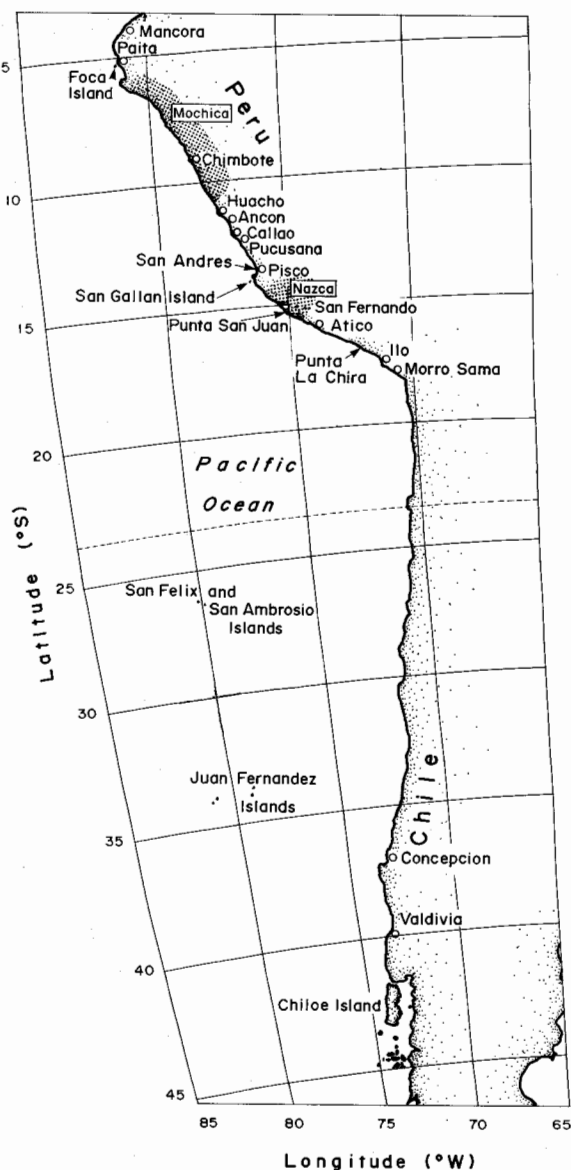 Mancora
Paita
5
Foca
Island
Peru
Mochica
Chimbote
10
Huacho
Ancon
Callao
Pucusana
San Andres
Pisco
San Gallan Island
Nazca
San Fernando
15
Punta San Juan
Atico
Punta
La Chira
Ilo
Morro Sama
20
Pacific
Ocean
Latitude (°S)
25
San Felix and
San Ambrosio
Islands
30
Juan Fernandez
Islands
Chile
35
Concepcion
Valdivia
40
Chiloe Island
45
85 80 75 70 65
Longitude (°W)